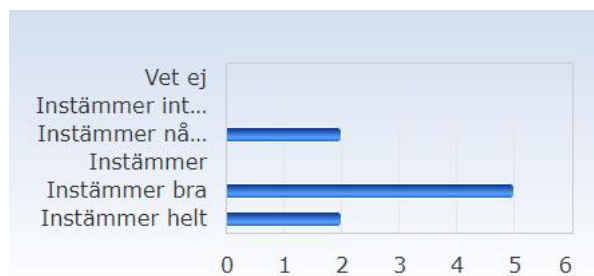 Vet ej
Instämmer int...
Instämmer nå...
Instämmer
Instämmer bra
Instämmer helt
0 1 2 3 4 5 6